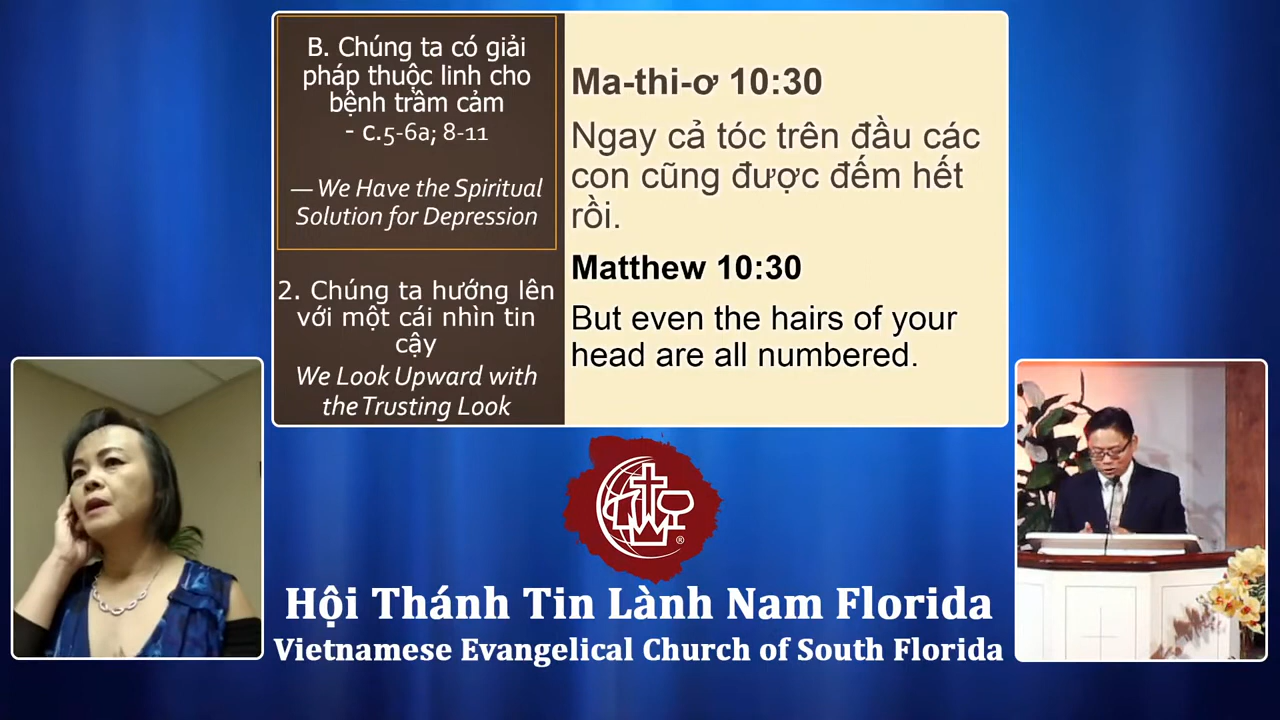 B. Chúng ta có giải
pháp thuộc linh cho
bệnh trầm cảm
- c.5-6a; 8-11
— We Have the Spiritual
Solution for Depression
2. Chúng ta hướng lên
với một cái nhìn tin
cậy
We Look Upward with
the Trusting Look
Ma-thi-ơ 10:30
Ngay cả tóc trên đầu các
con cũng được đếm hết
rồi.
Matthew 10:30
But even the hairs of your
head are all numbered.
®
Hội Thánh Tin Lành Nam Florida
Vietnamese Evangelical Church of South Florida